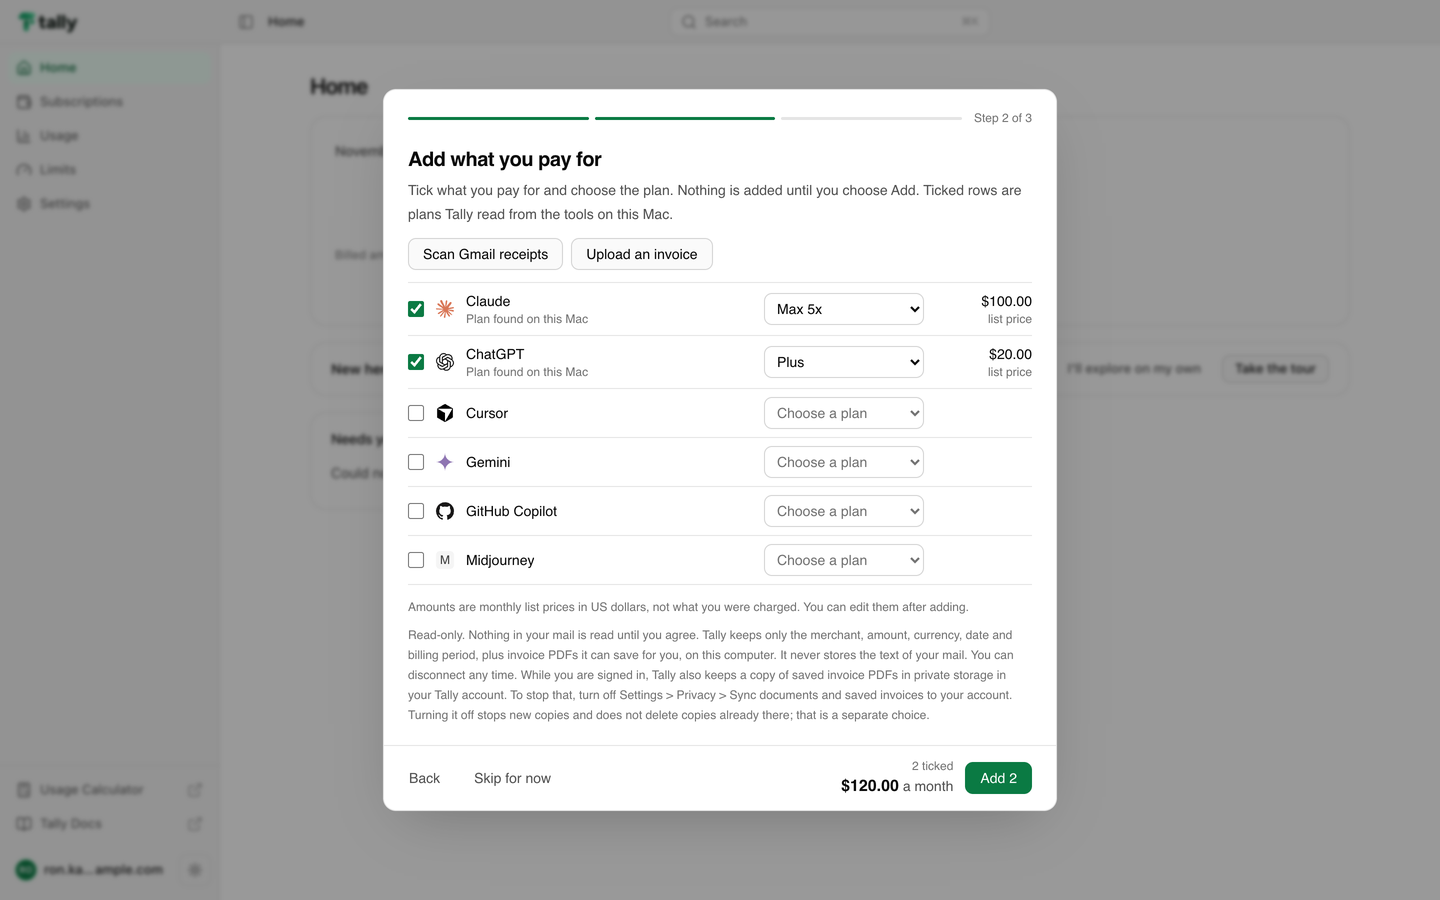 tally
Home
Search
⌘K
Home
Subscriptions
Usage
Limits
Settings
Home
Step 2 of 3
Add what you pay for
Tick what you pay for and choose the plan. Nothing is added until you choose Add. Ticked rows are
plans Tally read from the tools on this Mac.
Scan Gmail receipts
Upload an invoice
Claude
Plan found on this Mac
Max 5x
$100.00
list price
ChatGPT
Plan found on this Mac
Plus
$20.00
list price
Cursor
Choose a plan
Gemini
Choose a plan
GitHub Copilot
Choose a plan
M
Midjourney
Choose a plan
Amounts are monthly list prices in US dollars, not what you were charged. You can edit them after adding.
Read-only. Nothing in your mail is read until you agree. Tally keeps only the merchant, amount, currency, date and
billing period, plus invoice PDFs it can save for you, on this computer. It never stores the text of your mail. You can
disconnect any time. While you are signed in, Tally also keeps a copy of saved invoice PDFs in private storage in
your Tally account. To stop that, turn off Settings > Privacy > Sync documents and saved invoices to your account.
Turning it off stops new copies and does not delete copies already there; that is a separate choice.
Back
Skip for now
2 ticked
$120.00 a month
Add 2
I'll explore on my own
Take the tour
Usage Calculator
Tally Docs
ron.ka...ample.com